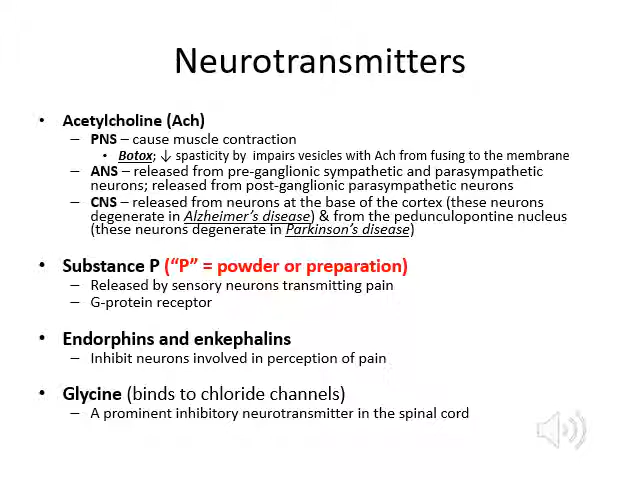 Neurotransmitters
• Acetylcholine (Ach)
– PNS – cause muscle contraction
• Botox; ↓ spasticity by impairs vesicles with Ach from fusing to the membrane
– ANS – released from pre-ganglionic sympathetic and parasympathetic
neurons; released from post-ganglionic parasympathetic neurons
– CNS – released from neurons at the base of the cortex (these neurons
degenerate in Alzheimer's disease) & from the pedunculopontine nucleus
(these neurons degenerate in Parkinson's disease)
• Substance P (“P” = powder or preparation)
– Released by sensory neurons transmitting pain
– G-protein receptor
• Endorphins and enkephalins
– Inhibit neurons involved in perception of pain
• Glycine (binds to chloride channels)
– A prominent inhibitory neurotransmitter in the spinal cord